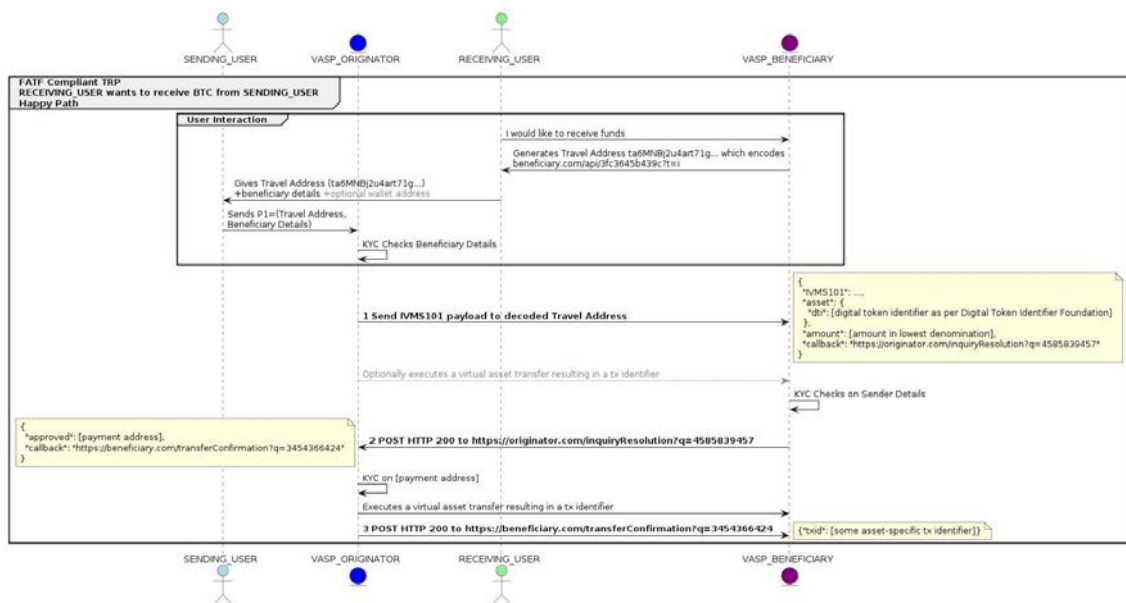 SENDING_USER
VASP_ORIGINATOR
RECEIVING_USER
VASP_BENEFICIARY
FATF Compliant TRP
RECEIVING_USER wants to receive BTC from SENDING_USER
Happy Path
User Interaction
I would like to receive funds
Generates Travel Address ta6MNBj2u4art71g... which encodes
beneficiary.com/api/3fc3645b439c?t=i
Gives Travel Address (ta6MNBj2u4art71g...)
+beneficiary details +optional wallet address
Sends P1=(Travel Address,
Beneficiary Details)
KYC Checks Beneficiary Details
1 Send IVMS101 payload to decoded Travel Address
{
"IVMS101": ...,
"asset": {
"dti": [digital token identifier as per Digital Token Identifier Foundation]
},
"amount": [amount in lowest denomination],
"callback": "https://originator.com/inquiryResolution?q=4585839457"
}
Optionally executes a virtual asset transfer resulting in a tx identifier
KYC Checks on Sender Details
{
"approved": [payment address],
"callback": "https://beneficiary.com/transferConfirmation?q=3454366424"
}
2 POST HTTP 200 to https://originator.com/inquiryResolution?q=4585839457
KYC on [payment address]
Executes a virtual asset transfer resulting in a tx identifier
3 POST HTTP 200 to https://beneficiary.com/transferConfirmation?q=3454366424
{"txid": [some asset-specific tx identifier]}
SENDING_USER
VASP_ORIGINATOR
RECEIVING_USER
VASP_BENEFICIARY